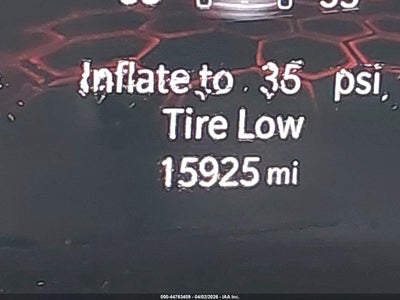 Inflate to 35 psi
Tire Low
15925 mi
000-44763409 - 04/02/2026 - IAA Inc.